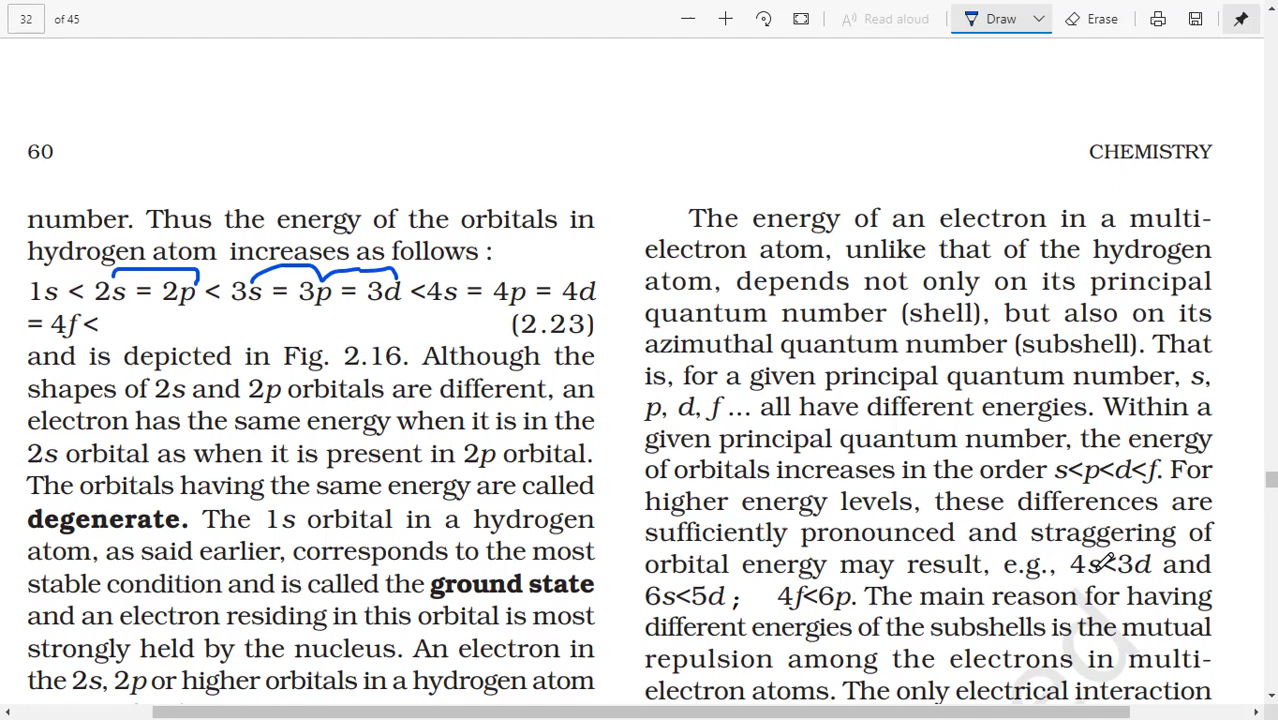 32 of 45 Read aloud Draw Erase
60 CHEMISTRY
number. Thus the energy of the orbitals in
hydrogen atom increases as follows :
1s < 2s = 2p < 3s = 3p = 3d <4s = 4p = 4d
= 4f < (2.23)
and is depicted in Fig. 2.16. Although the
shapes of 2s and 2p orbitals are different, an
electron has the same energy when it is in the
2s orbital as when it is present in 2p orbital.
The orbitals having the same energy are called
degenerate. The 1s orbital in a hydrogen
atom, as said earlier, corresponds to the most
stable condition and is called the ground state
and an electron residing in this orbital is most
strongly held by the nucleus. An electron in
the 2s, 2p or higher orbitals in a hydrogen atom
The energy of an electron in a multi-
electron atom, unlike that of the hydrogen
atom, depends not only on its principal
quantum number (shell), but also on its
azimuthal quantum number (subshell). That
is, for a given principal quantum number, s,
p, d, f ... all have different energies. Within a
given principal quantum number, the energy
of orbitals increases in the order s<p<d<f. For
higher energy levels, these differences are
sufficiently pronounced and straggering of
orbital energy may result, e.g., 4s<3d and
6s<5d ; 4f<6p. The main reason for having
different energies of the subshells is the mutual
repulsion among the electrons in multi-
electron atoms. The only electrical interaction